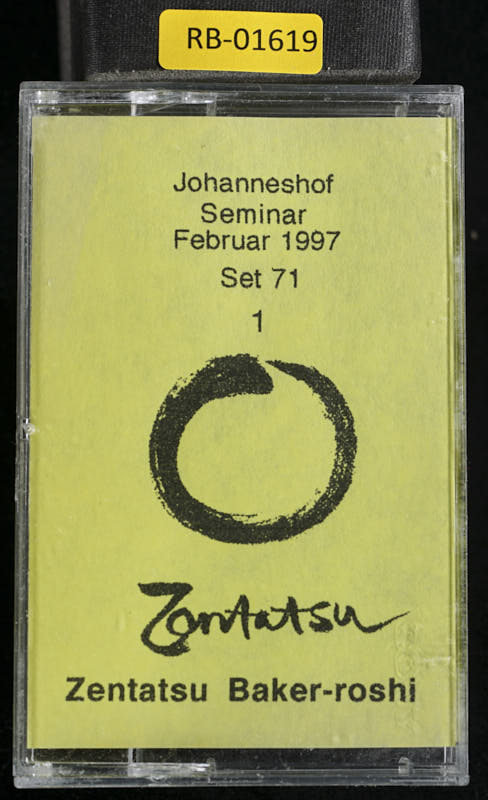 RB-01619
Johanneshof
Seminar
Februar 1997
Set 71
1
Zentatsu
Zentatsu Baker-roshi